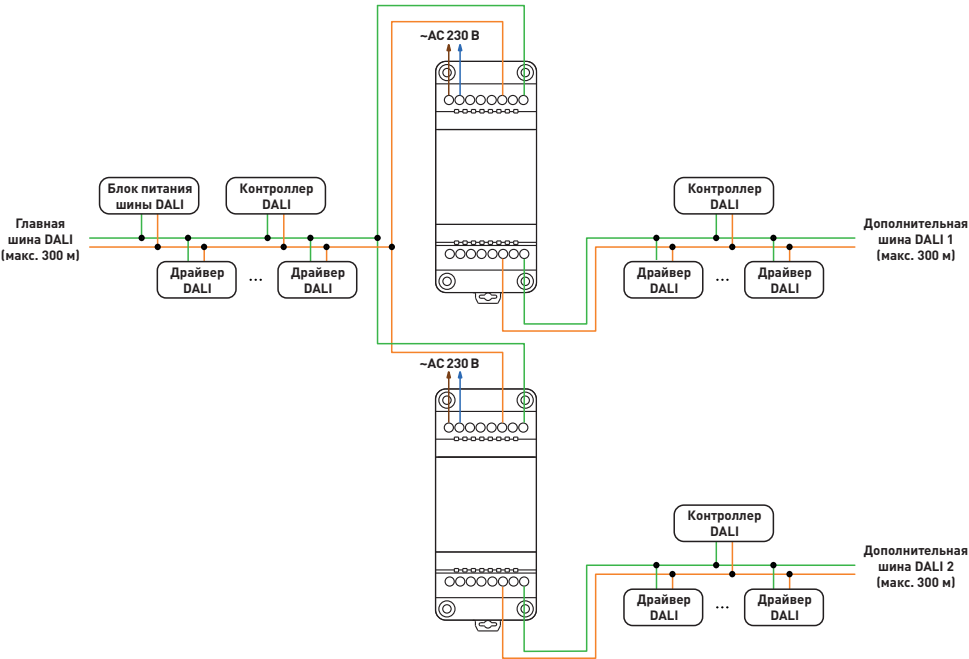 ~AC 230 В
Блок питания
шины DALI
Контроллер
DALI
Главная
шина DALI
(макс. 300 м)
Драйвер
DALI
...
Драйвер
DALI
Контроллер
DALI
Дополнительная
шина DALI 1
(макс. 300 м)
Драйвер
DALI
...
Драйвер
DALI
~AC 230 В
Контроллер
DALI
Дополнительная
шина DALI 2
(макс. 300 м)
Драйвер
DALI
...
Драйвер
DALI